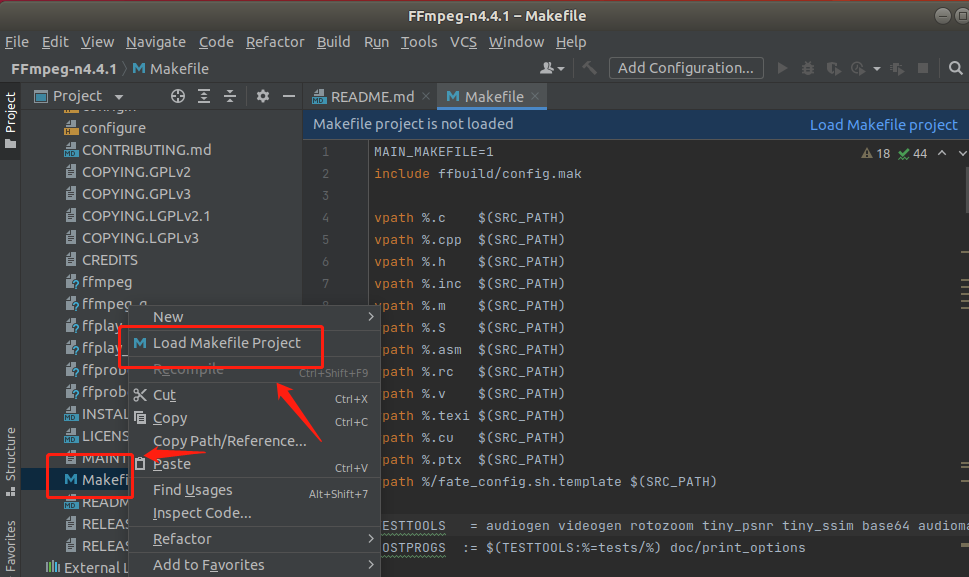 FFmpeg-n4.4.1 – Makefile
File Edit View Navigate Code Refactor Build Run Tools VCS Window Help
FFmpeg-n4.4.1 Makefile
Add Configuration...
Project
Project
README.md
Makefile
Makefile project is not loaded
Load Makefile project
configure
CONTRIBUTING.md
COPYING.GPLv2
COPYING.GPLv3
COPYING.LGPLv2.1
COPYING.LGPLv3
CREDITS
ffmpeg
ffmpeg_g
ffplay
ffplay_
ffprob
ffprob
INSTAL
LICENS
MAINT
Makefi
README
RELEAS
RELEAS
External L
Structure
Favorites
New
Load Makefile Project
Recompile Ctrl+Shift+F9
Cut Ctrl+X
Copy Ctrl+C
Copy Path/Reference...
Paste Ctrl+V
Find Usages Alt+Shift+7
Inspect Code...
Refactor
Add to Favorites
18 44
1 MAIN_MAKEFILE=1
2 include ffbuild/config.mak
3
4 vpath %.c $(SRC_PATH)
5 vpath %.cpp $(SRC_PATH)
6 vpath %.h $(SRC_PATH)
7 vpath %.inc $(SRC_PATH)
8 vpath %.m $(SRC_PATH)
path %.S $(SRC_PATH)
path %.asm $(SRC_PATH)
path %.rc $(SRC_PATH)
path %.v $(SRC_PATH)
path %.texi $(SRC_PATH)
path %.cu $(SRC_PATH)
path %.ptx $(SRC_PATH)
path %/fate_config.sh.template $(SRC_PATH)
ESTTOOLS = audiogen videogen rotozoom tiny_psnr tiny_ssim base64 audioma
OSTPROGS := $(TESTTOOLS:%=tests/%) doc/print_options